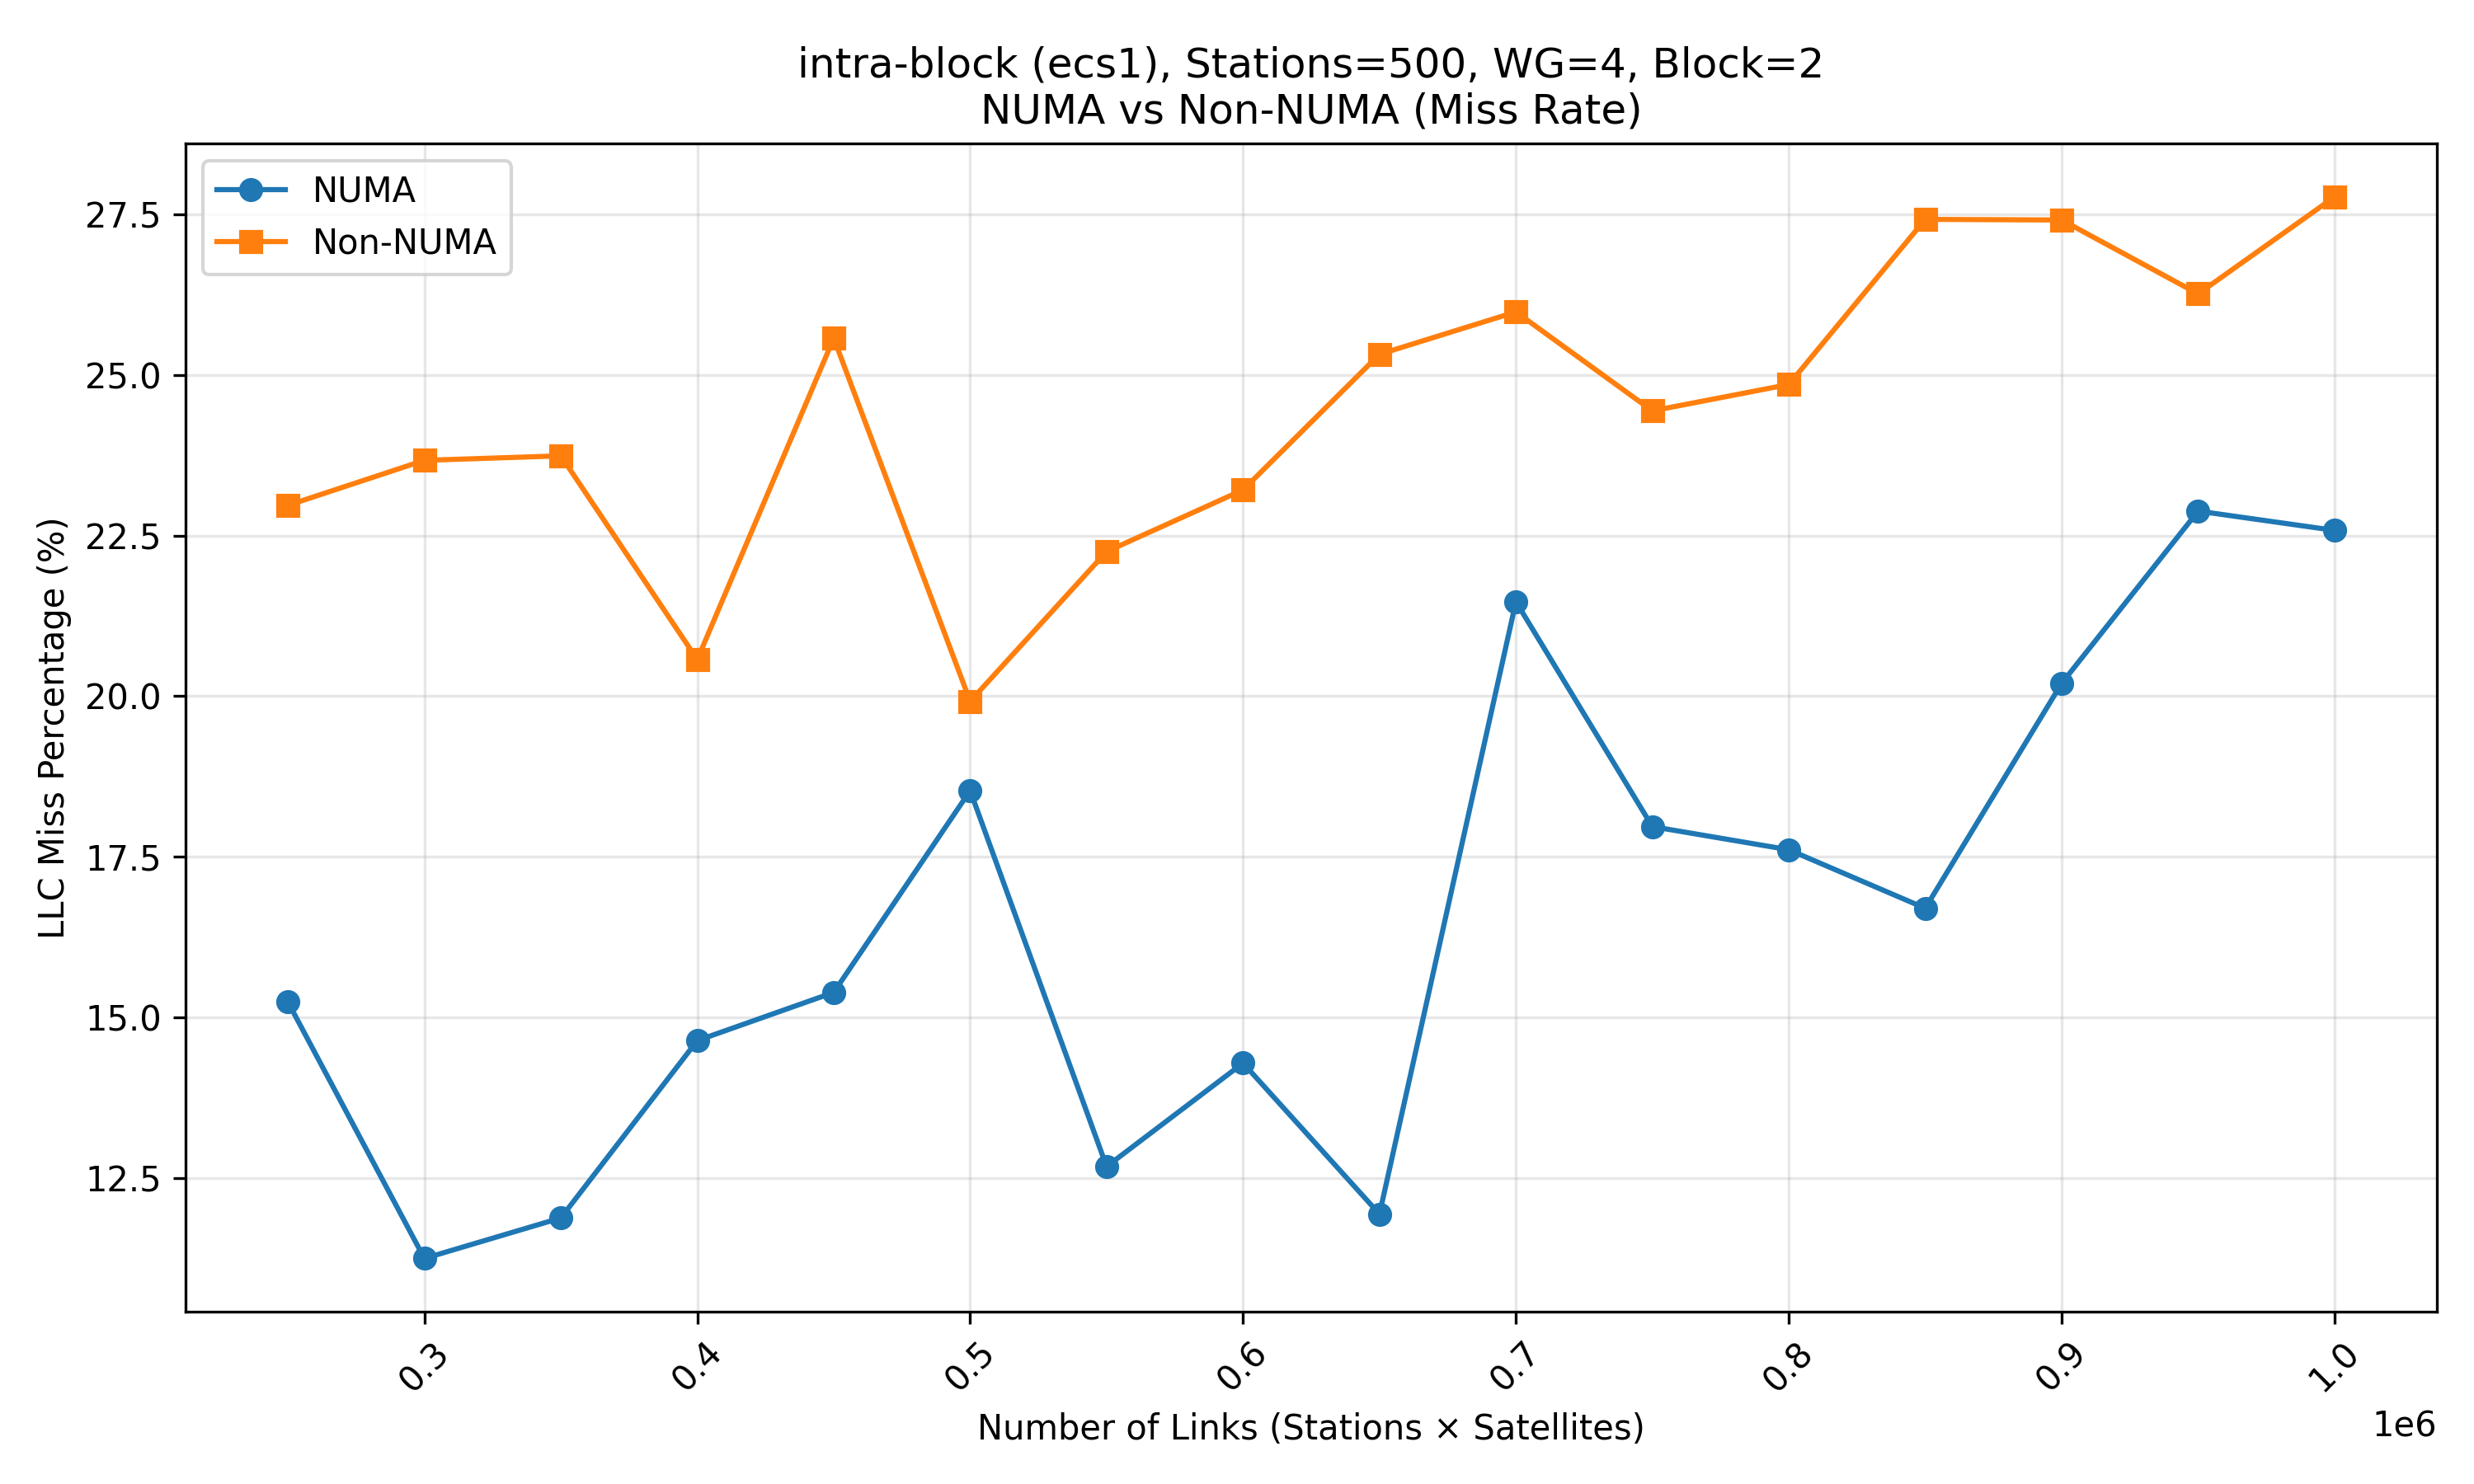 intra-block (ecs1), Stations=500, WG=4, Block=2
NUMA vs Non-NUMA (Miss Rate)
NUMA
Non-NUMA
LLC Miss Percentage (%)
27.5
25.0
22.5
20.0
17.5
15.0
12.5
0.3
0.4
0.5
0.6
0.7
0.8
0.9
1.0
1e6
Number of Links (Stations × Satellites)